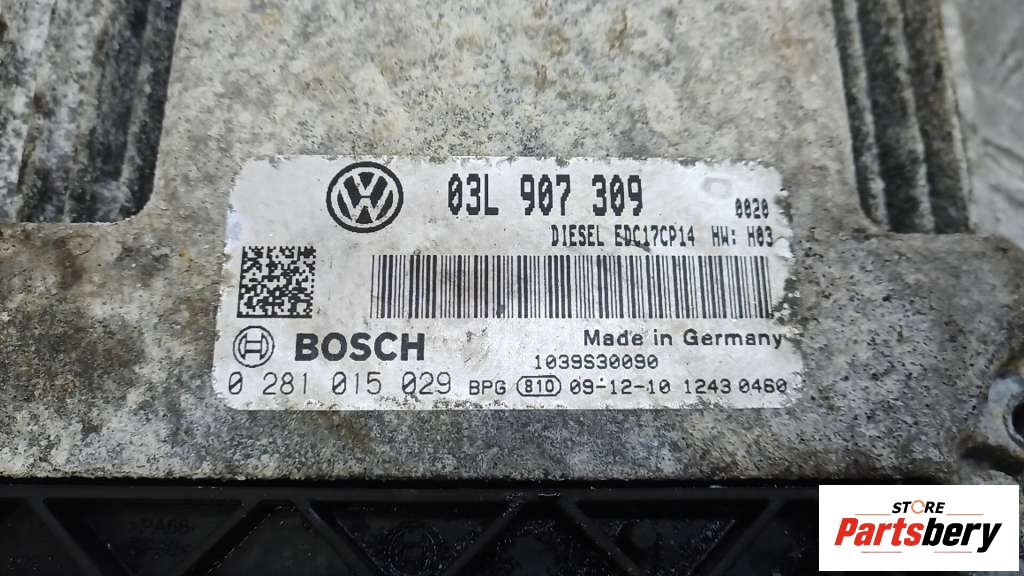 03L 907 309
0020
DIESEL EDC17CP14 HW: H03
BOSCH
Made in Germany
1039S30090
0 281 015 029 BPG 810 09-12-10 1243 0460
>PA66-
STORE
Partsbery